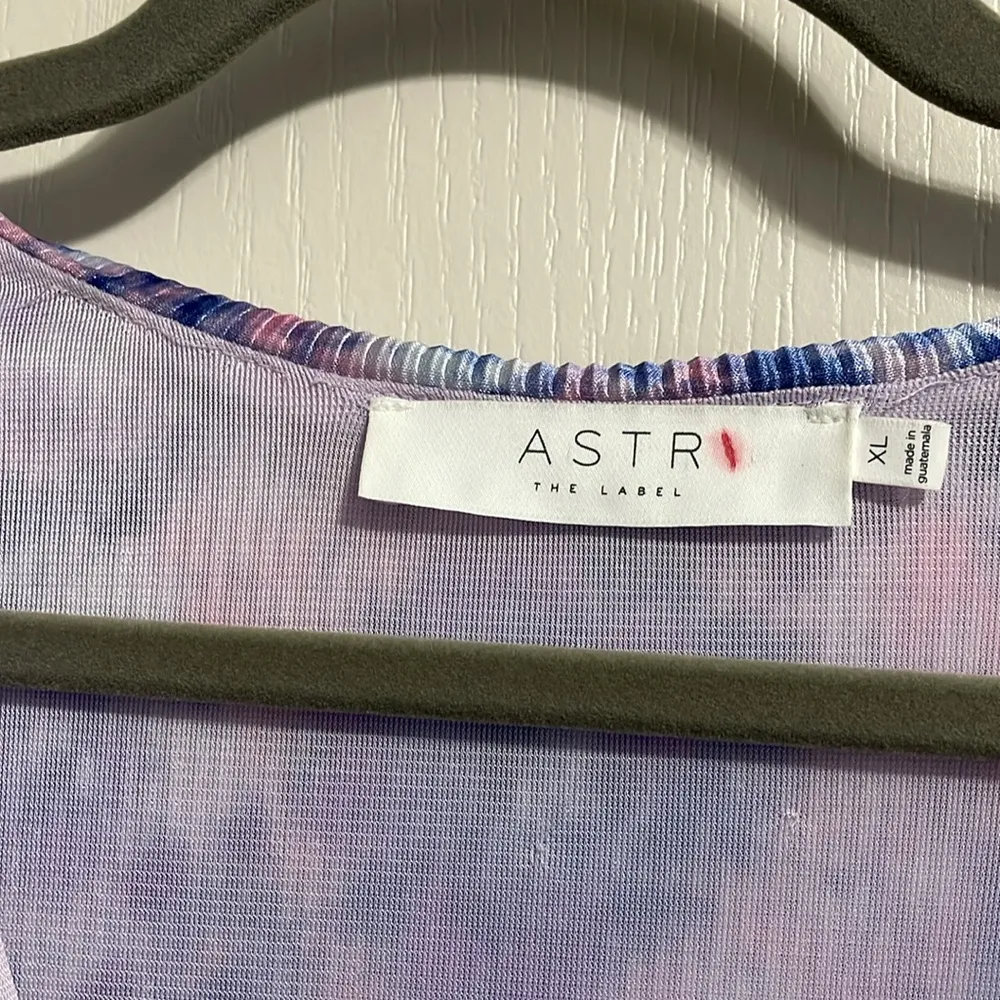 ASTR
THE LABEL
XL
made in
guatemala